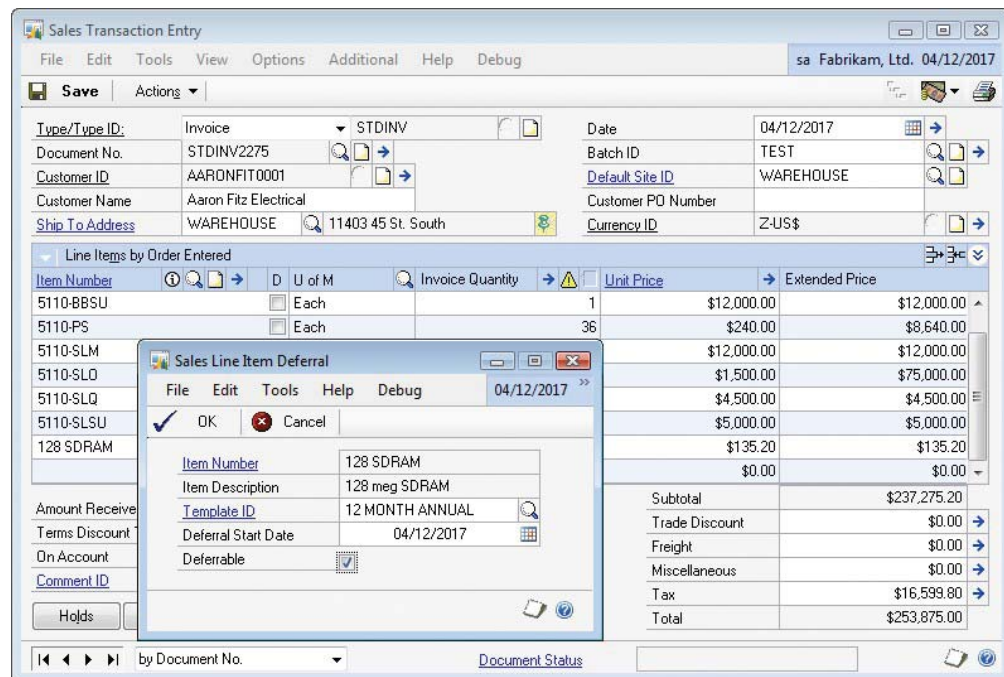 Sales Transaction Entry
File Edit Tools View Options Additional Help Debug sa Fabrikam, Ltd. 04/12/2017
Save Actions
Type/Type ID: Invoice STDINV Date 04/12/2017
Document No. STDINV2275 Batch ID TEST
Customer ID AARONFIT0001 Default Site ID WAREHOUSE
Customer Name Aaron Fitz Electrical Customer PO Number
Ship To Address WAREHOUSE 11403 45 St. South Currency ID Z-US$
Line Items by Order Entered
Item Number D U of M Invoice Quantity Unit Price Extended Price
5110-BBSU Each 1 $12,000.00 $12,000.00
5110-PS Each 36 $240.00 $8,640.00
5110-SLM $12,000.00 $12,000.00
5110-SLO $1,500.00 $75,000.00
5110-SLQ $4,500.00 $4,500.00
5110-SLSU $5,000.00 $5,000.00
128 SDRAM $135.20 $135.20
$0.00 $0.00
Sales Line Item Deferral
File Edit Tools Help Debug 04/12/2017
OK Cancel
Item Number 128 SDRAM
Item Description 128 meg SDRAM
Template ID 12 MONTH ANNUAL
Deferral Start Date 04/12/2017
Deferrable
Amount Receive
Terms Discount
On Account
Comment ID
Holds
Subtotal $237,275.20
Trade Discount $0.00
Freight $0.00
Miscellaneous $0.00
Tax $16,599.80
Total $253,875.00
by Document No. Document Status